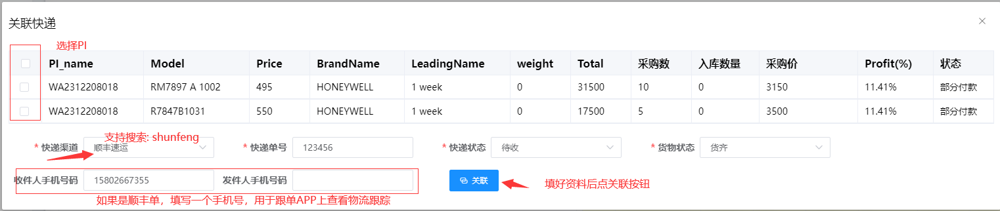 关联快递
选择PI
PI_name Model Price BrandName LeadingName weight Total 采购数 入库数量 采购价 Profit(%) 状态
WA2312208018 RM7897 A 1002 495 HONEYWELL 1 week 0 31500 10 0 3150 11.41% 部分付款
WA2312208018 R7847B1031 550 HONEYWELL 1 week 0 17500 5 0 3500 11.41% 部分付款
支持搜索: shunfeng
* 快递渠道 顺丰速运 * 快递单号 123456 * 快递状态 待收 * 货物状态 货齐
收件人手机号码 15802667355 发件人手机号码 关联 填好资料后点关联按钮
如果是顺丰单，填写一个手机号，用于跟单APP上查看物流跟踪